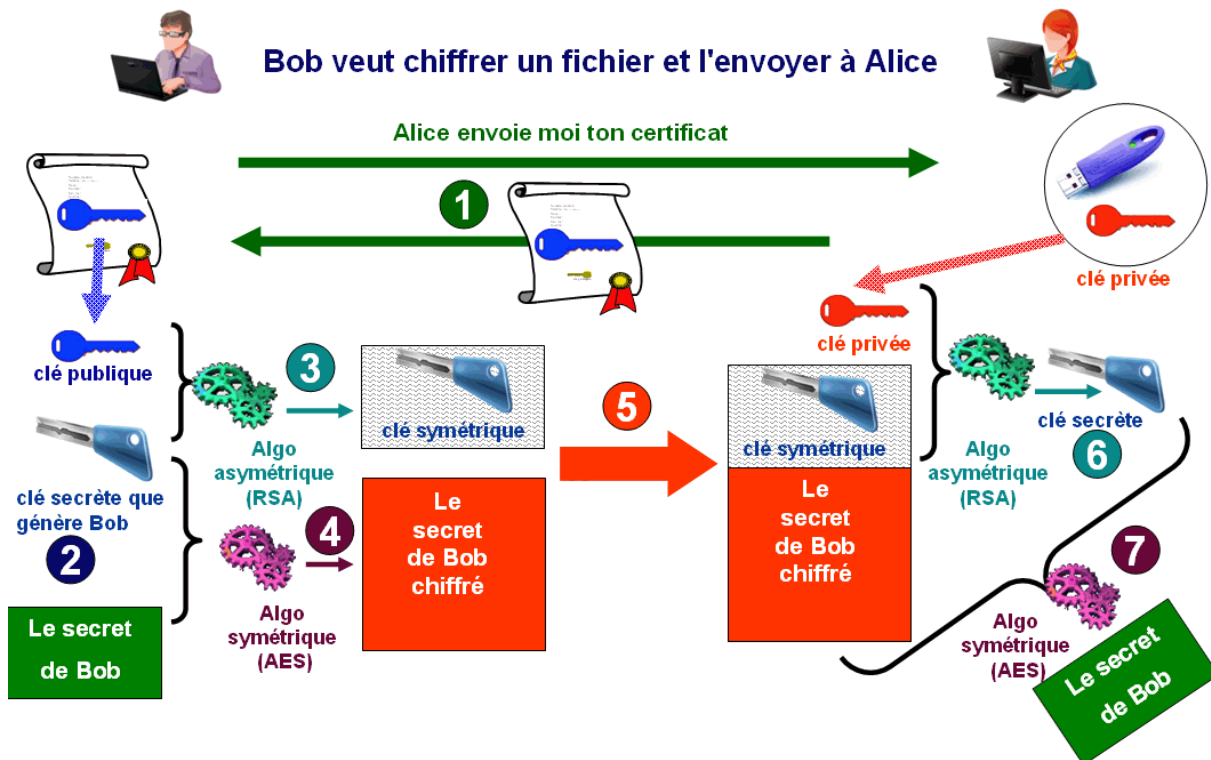 Bob veut chiffrer un fichier et l'envoyer à Alice
Alice envoie moi ton certificat
1
clé privée
clé publique
3
Algo
asymétrique
(RSA)
clé symétrique
clé secrète que
génère Bob
2
Le secret
de Bob
4
Algo
symétrique
(AES)
Le
secret
de Bob
chiffré
5
clé privée
clé symétrique
Le
secret
de Bob
chiffré
Algo
asymétrique
(RSA)
clé secrète
6
7
Algo
symétrique
(AES)
Le secret
de Bob